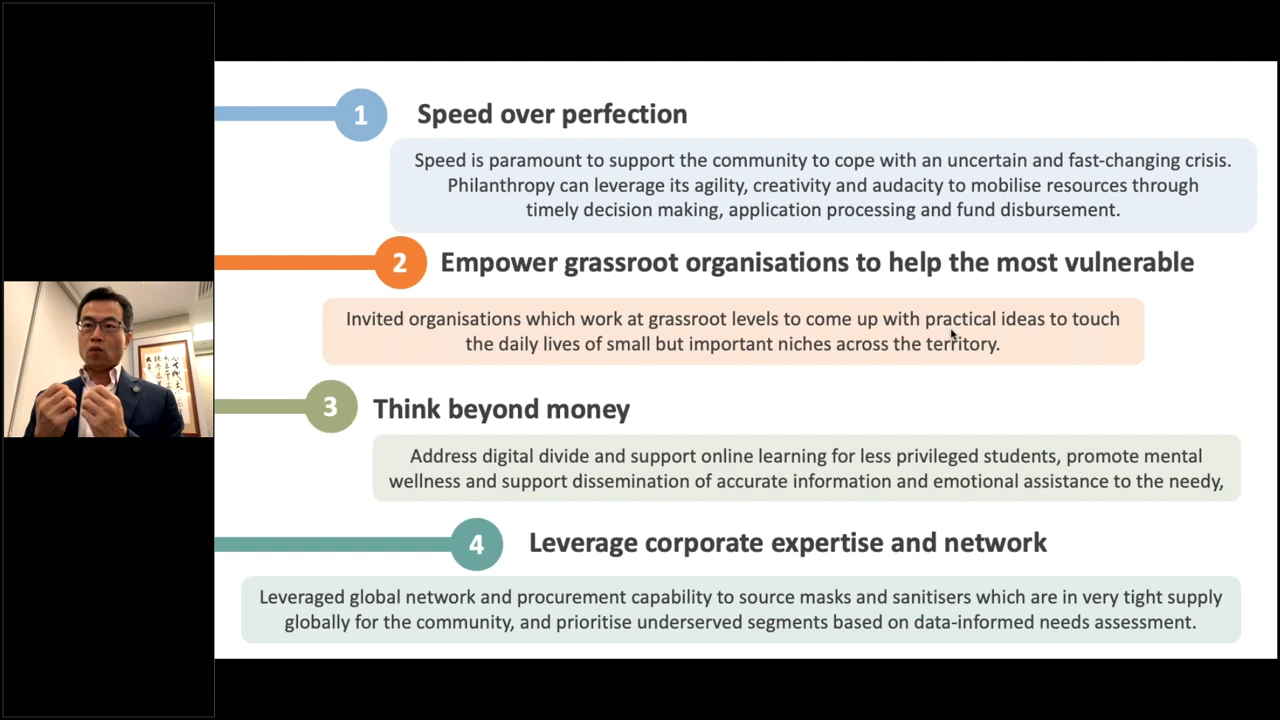 1
Speed over perfection
Speed is paramount to support the community to cope with an uncertain and fast-changing crisis.
Philanthropy can leverage its agility, creativity and audacity to mobilise resources through
timely decision making, application processing and fund disbursement.
2
Empower grassroot organisations to help the most vulnerable
Invited organisations which work at grassroot levels to come up with practical ideas to touch
the daily lives of small but important niches across the territory.
3
Think beyond money
Address digital divide and support online learning for less privileged students, promote mental
wellness and support dissemination of accurate information and emotional assistance to the needy,
4
Leverage corporate expertise and network
Leveraged global network and procurement capability to source masks and sanitisers which are in very tight supply
globally for the community, and prioritise underserved segments based on data-informed needs assessment.